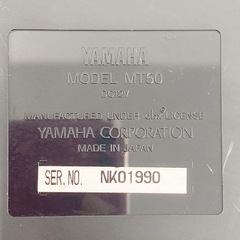 YAMAHA
MODEL MT50
DC12V
MANUFACTURED UNDER dbx LICENSE
YAMAHA CORPORATION
MADE IN JAPAN
SER. NO. NK01990